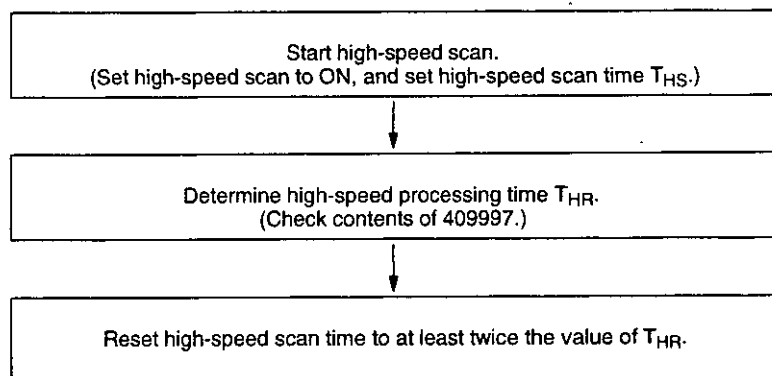 Start high-speed scan.
(Set high-speed scan to ON, and set high-speed scan time THS.)
Determine high-speed processing time THR.
(Check contents of 409997.)
Reset high-speed scan time to at least twice the value of THR.